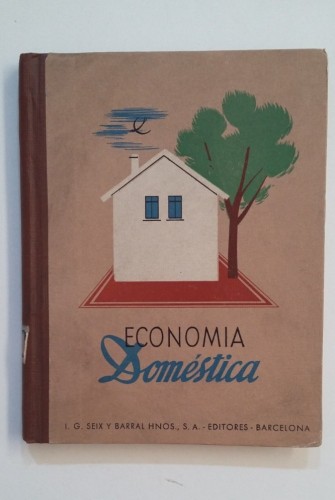 ECONOMIA
Doméstica
I. G. SEIX Y BARRAL HNOS., S. A. - EDITORES - BARCELONA